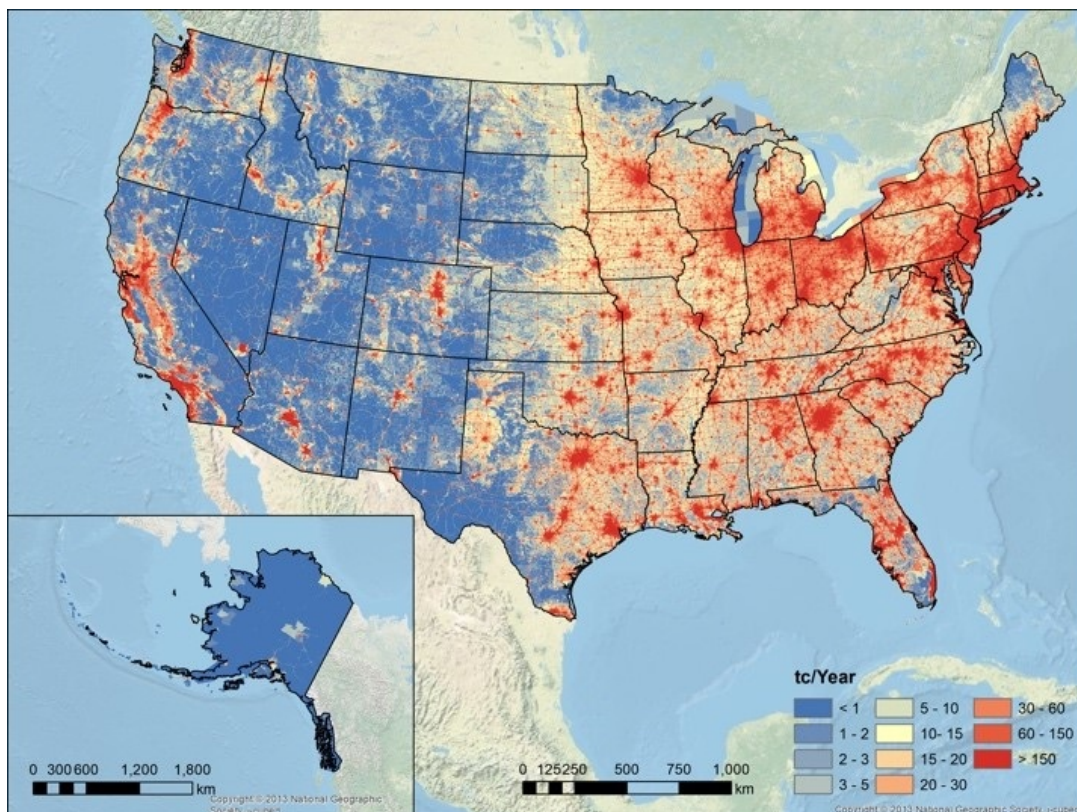 tc/Year
< 1
5 - 10
30 - 60
1 - 2
10- 15
60 - 150
2 - 3
15 - 20
> 150
3 - 5
20 - 30
0 300600 1,200 1,800
km
0 125250 500 750 1,000
km
Copyright © 2013 National Geographic
Society, i-cubed
Copyright © 2013 National Geographic